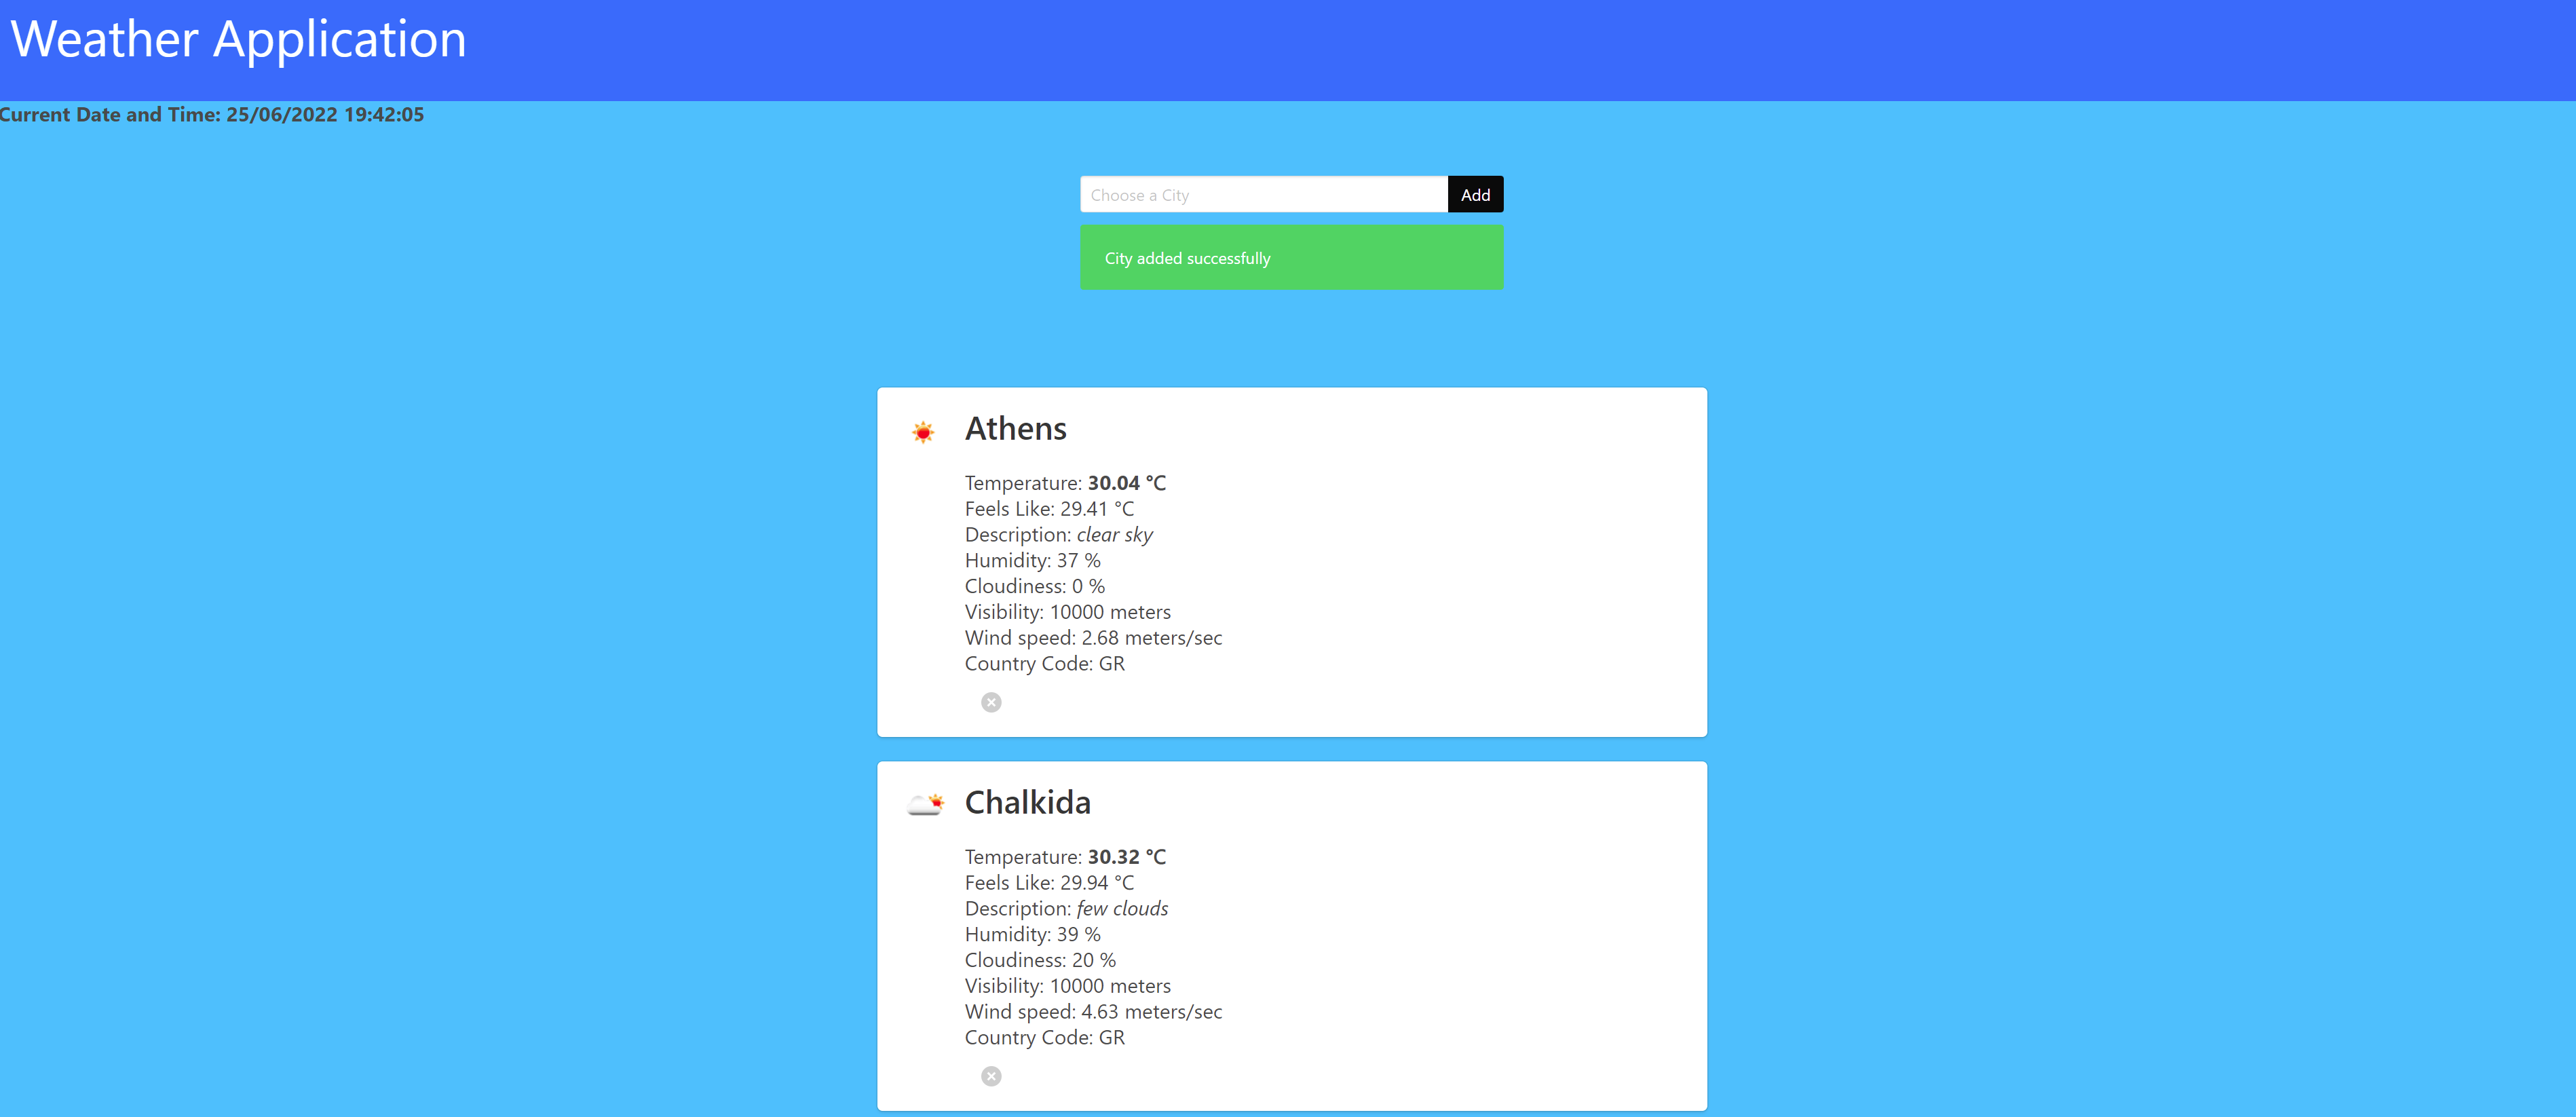 Weather Application
Current Date and Time: 25/06/2022 19:42:05
Choose a City
Add
City added successfully
Athens
Temperature: 30.04 °C
Feels Like: 29.41 °C
Description: clear sky
Humidity: 37 %
Cloudiness: 0 %
Visibility: 10000 meters
Wind speed: 2.68 meters/sec
Country Code: GR
Chalkida
Temperature: 30.32 °C
Feels Like: 29.94 °C
Description: few clouds
Humidity: 39 %
Cloudiness: 20 %
Visibility: 10000 meters
Wind speed: 4.63 meters/sec
Country Code: GR